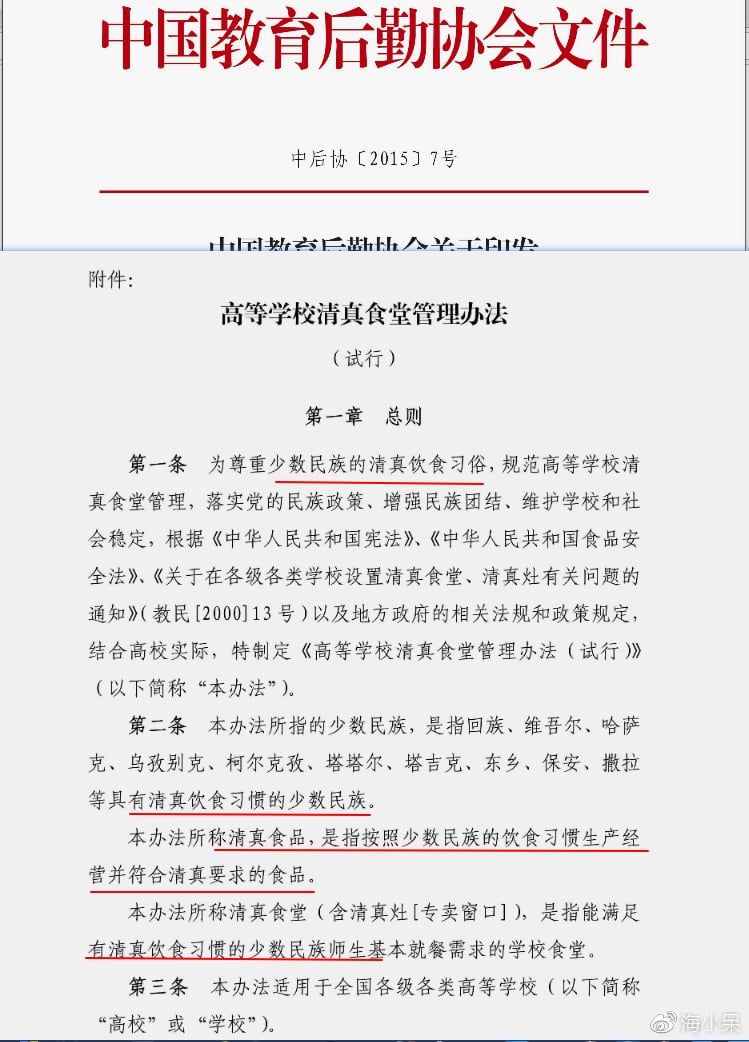 中国教育后勤协会文件
中后协〔2015〕7号
中国教育后勤协会关于印发
附件：
高等学校清真食堂管理办法
（试行）
第一章 总则
第一条 为尊重少数民族的清真饮食习俗，规范高等学校清
真食堂管理，落实党的民族政策、增强民族团结、维护学校和社
会稳定，根据《中华人民共和国宪法》、《中华人民共和国食品安
全法》、《关于在各级各类学校设置清真食堂、清真灶有关问题的
通知》（教民[2000]13号）以及地方政府的相关法规和政策规定，
结合高校实际，特制定《高等学校清真食堂管理办法（试行）》
（以下简称“本办法”）。
第二条 本办法所指的少数民族，是指回族、维吾尔、哈萨
克、乌孜别克、柯尔克孜、塔塔尔、塔吉克、东乡、保安、撒拉
等具有清真饮食习惯的少数民族。
本办法所称清真食品，是指按照少数民族的饮食习惯生产经
营并符合清真要求的食品。
本办法所称清真食堂（含清真灶[专卖窗口]），是指能满足
有清真饮食习惯的少数民族师生基本就餐需求的学校食堂。
第三条 本办法适用于全国各级各类高等学校（以下简称
“高校”或“学校”）。
海小呆